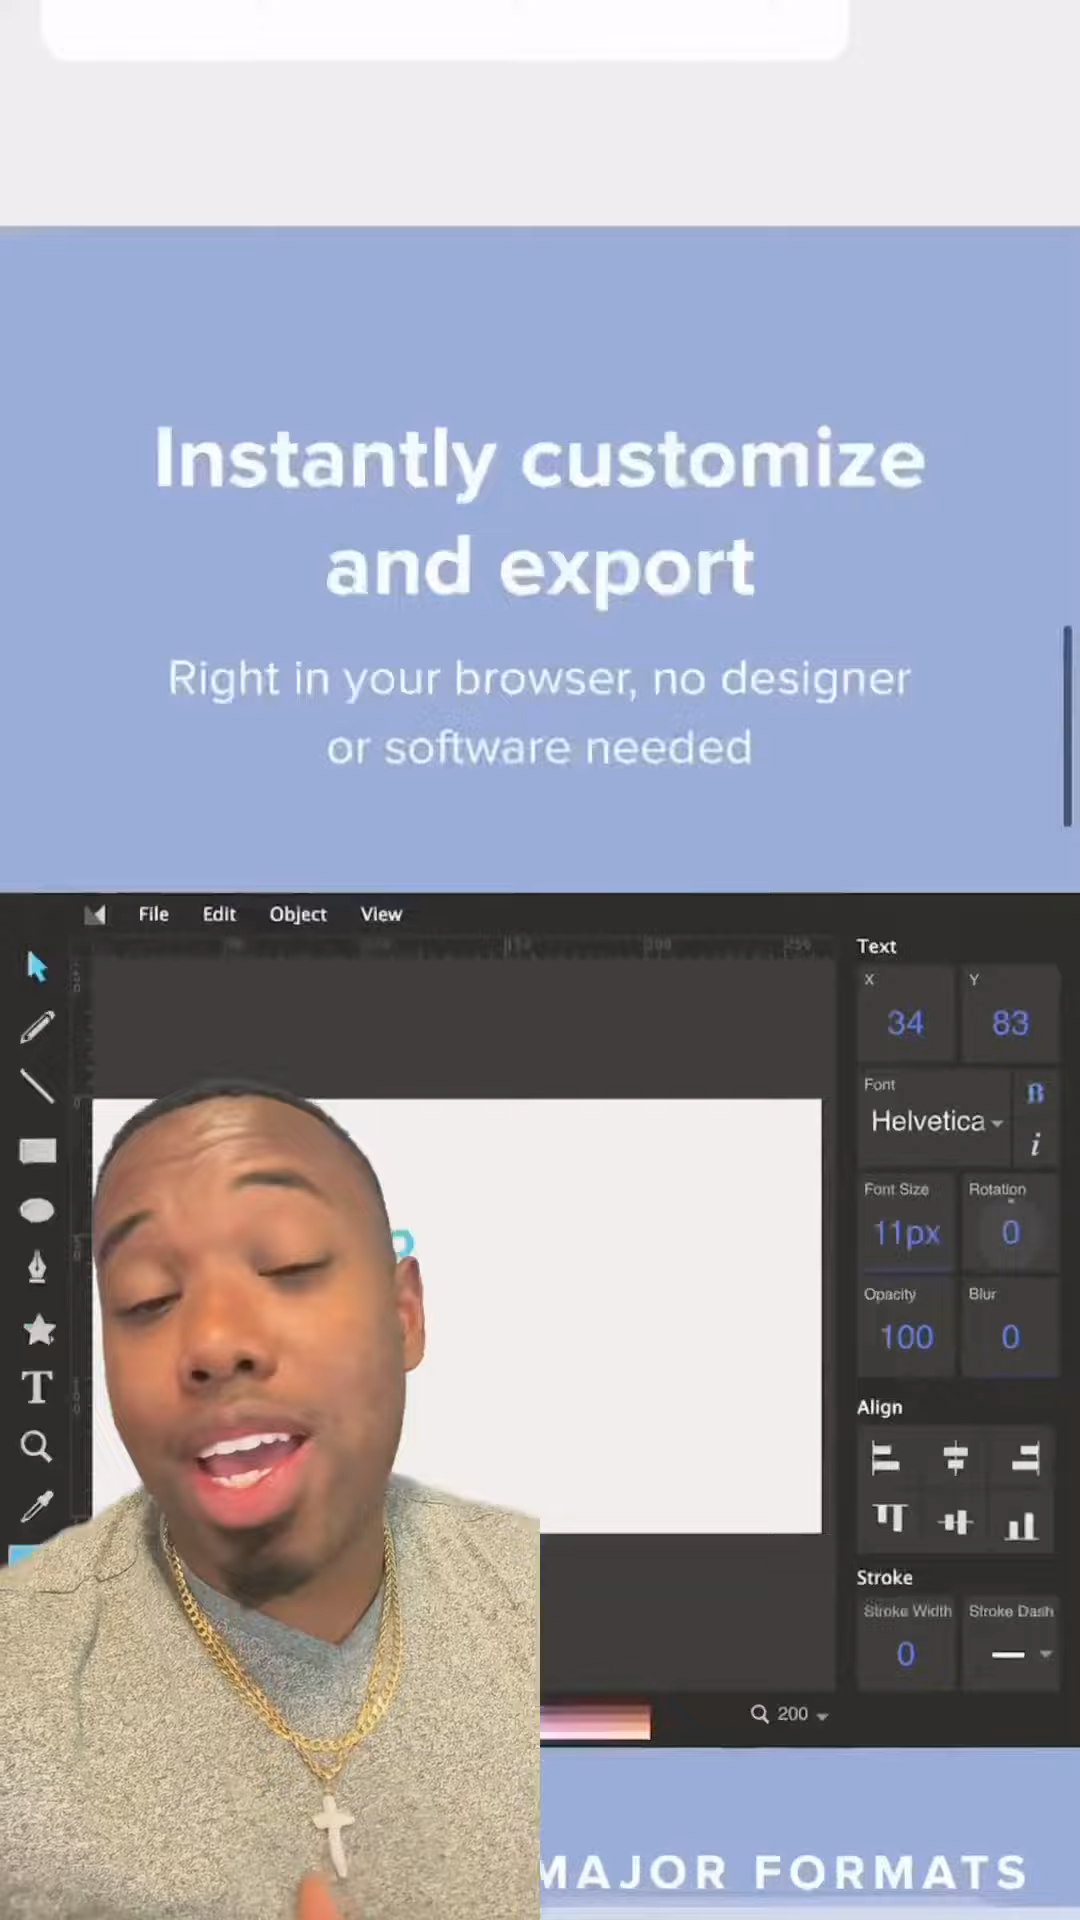 Instantly customize
and export
Right in your browser, no designer
or software needed
File Edit Object View
Text
X Y
34 83
Font
B
Helvetica
i
Font Size Rotation
11px 0
Opacity Blur
100 0
T
Align
Stroke
Stroke Width Stroke Dash
0
200
MAJOR FORMATS